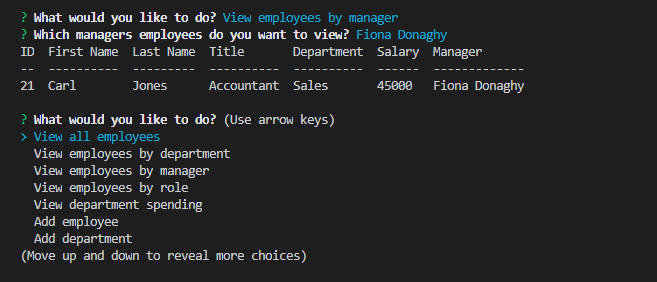 ? What would you like to do? View employees by manager
? Which managers employees do you want to view? Fiona Donaghy
ID  First Name  Last Name  Title       Department  Salary  Manager
--  ----------  ---------  ----------  ----------  ------  -------------
21  Carl        Jones      Accountant  Sales       45000   Fiona Donaghy
? What would you like to do? (Use arrow keys)
> View all employees
  View employees by department
  View employees by manager
  View employees by role
  View department spending
  Add employee
  Add department
(Move up and down to reveal more choices)